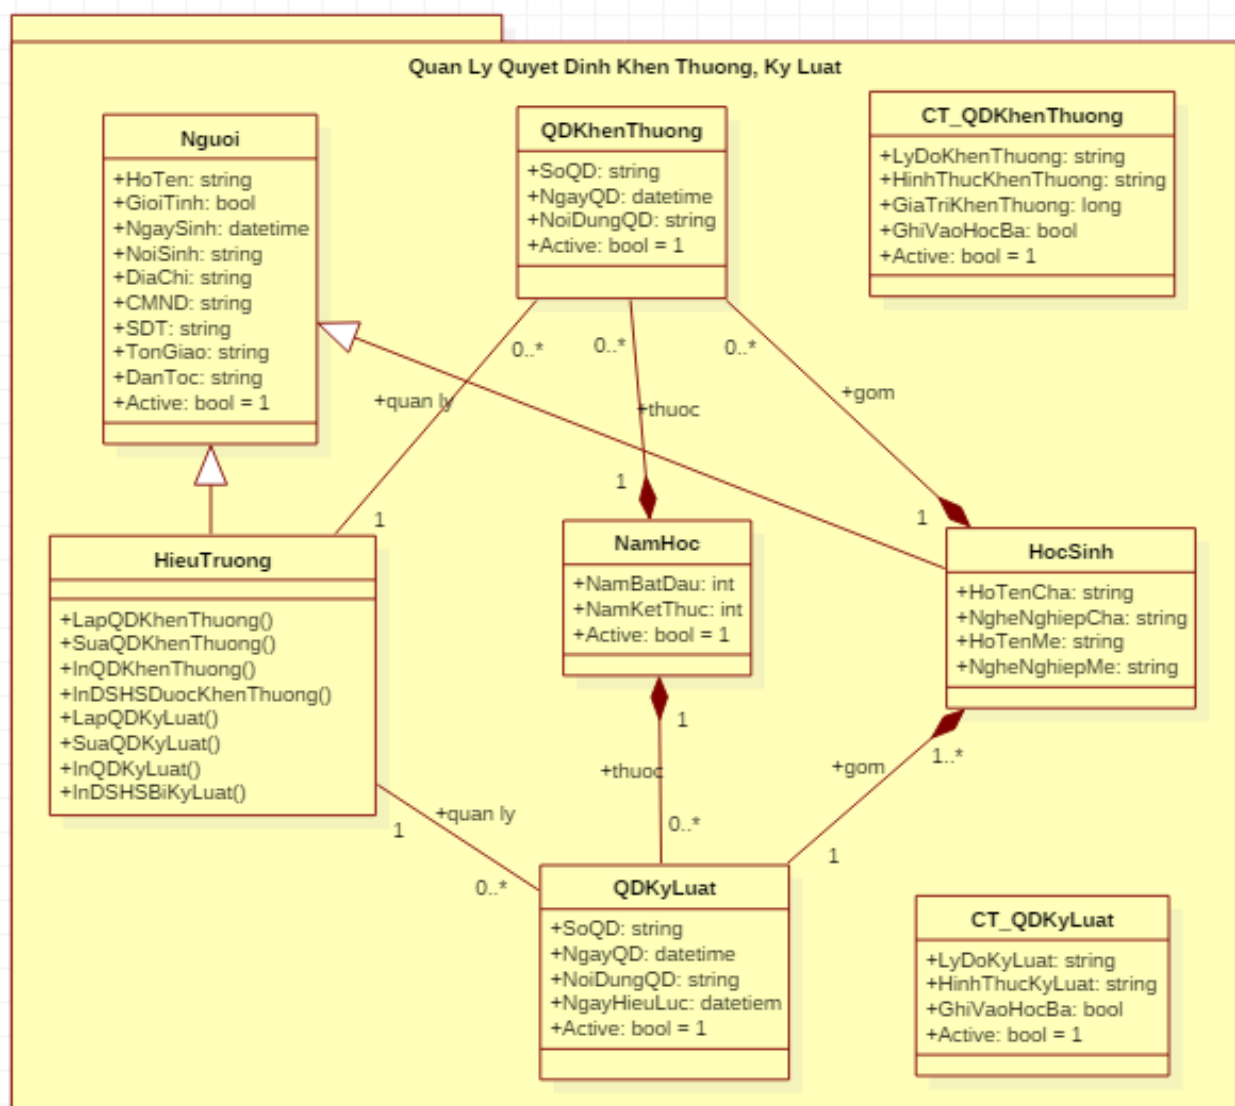 Quan Ly Quyet Dinh Khen Thuong, Ky Luat
Nguoi
+HoTen: string
+GioiTinh: bool
+NgaySinh: datetime
+NoiSinh: string
+DiaChi: string
+CMND: string
+SDT: string
+TonGiao: string
+DanToc: string
+Active: bool = 1
QDKhenThuong
+SoQD: string
+NgayQD: datetime
+NoiDungQD: string
+Active: bool = 1
CT_QDKhenThuong
+LyDoKhenThuong: string
+HinhThucKhenThuong: string
+GiaTriKhenThuong: long
+GhiVaoHocBa: bool
+Active: bool = 1
0..*
0..*
0..*
+quan ly
+thuoc
+gom
1
1
1
HieuTruong
+LapQDKhenThuong()
+SuaQDKhenThuong()
+InQDKhenThuong()
+InDSHSDuocKhenThuong()
+LapQDKyLuat()
+SuaQDKyLuat()
+InQDKyLuat()
+InDSHSBiKyLuat()
NamHoc
+NamBatDau: int
+NamKetThuc: int
+Active: bool = 1
HocSinh
+HoTenCha: string
+NgheNghiepCha: string
+HoTenMe: string
+NgheNghiepMe: string
1
1..*
+thuoc
+gom
+quan ly
1
0..*
0..*
1
QDKyLuat
+SoQD: string
+NgayQD: datetime
+NoiDungQD: string
+NgayHieuLuc: datetiem
+Active: bool = 1
CT_QDKyLuat
+LyDoKyLuat: string
+HinhThucKyLuat: string
+GhiVaoHocBa: bool
+Active: bool = 1